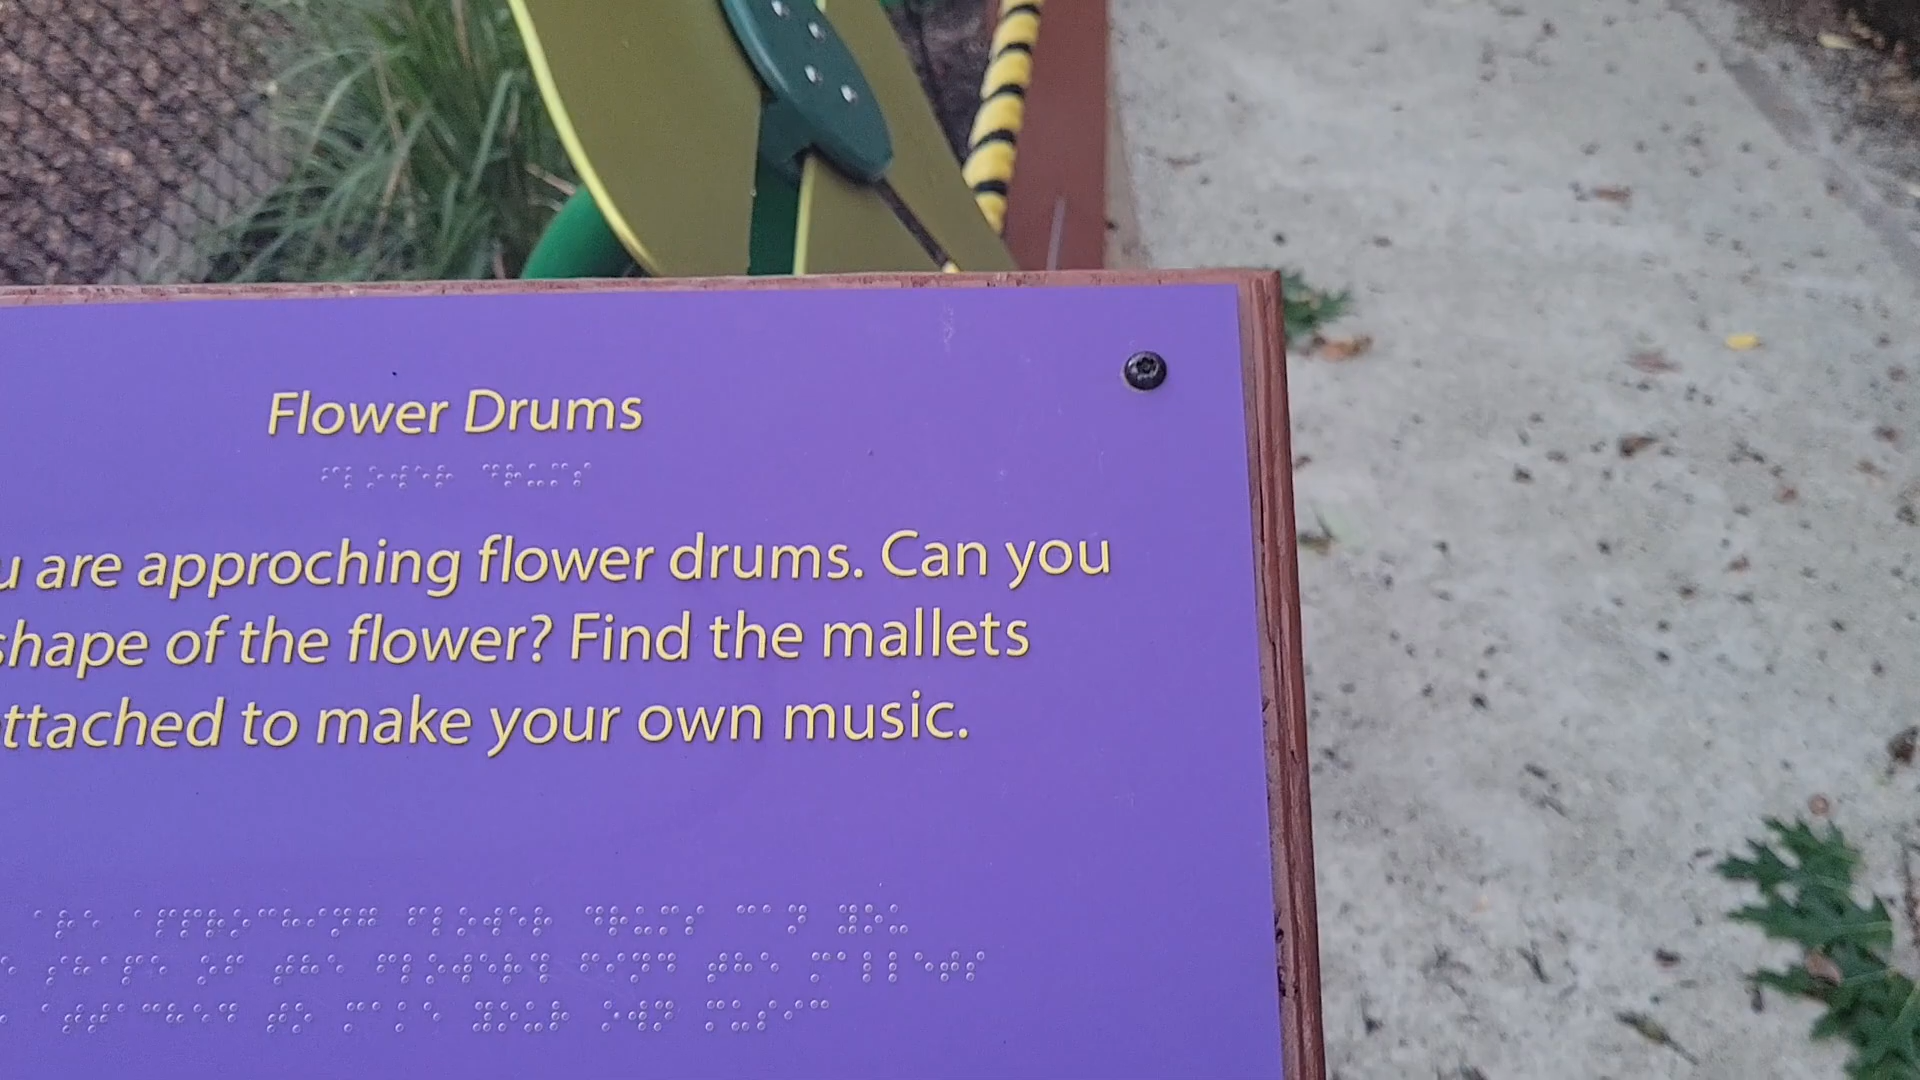 Flower Drums
u are approching flower drums. Can you
shape of the flower? Find the mallets
ttached to make your own music.